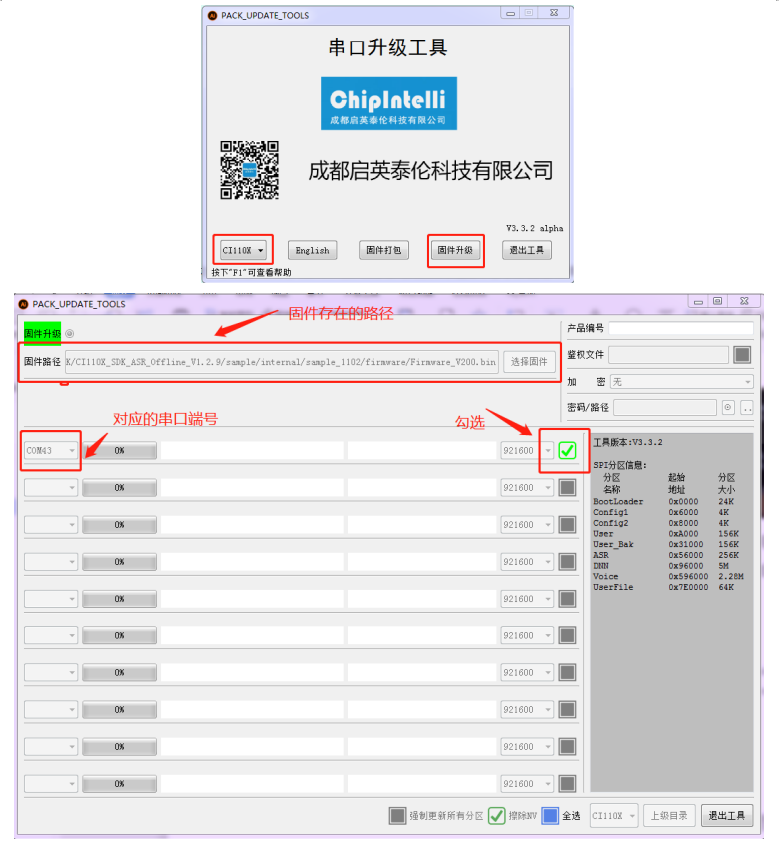 PACK_UPDATE_TOOLS
串口升级工具
ChipIntelli
成都启英泰伦科技有限公司
成都启英泰伦科技有限公司
V3.3.2 alpha
CI110X
English
固件打包
固件升级
退出工具
按下"F1"可查看帮助
PACK_UPDATE_TOOLS
固件存在的路径
固件升级
产品编号
固件路径
X/CI110X_SDK_ASR_Offline_V1.2.9/sample/internal/sample_1102/firmware/Firmware_V200.bin
选择固件
鉴权文件
加 密 无
密码/路径
..
对应的串口端号
勾选
COM43 0% 921600
0% 921600
0% 921600
0% 921600
0% 921600
0% 921600
0% 921600
0% 921600
0% 921600
0% 921600
工具版本:V3.3.2
SPI分区信息:
分区 起始 分区
名称 地址 大小
BootLoader 0x0000 24K
Config1 0x6000 4K
Config2 0x8000 4K
User 0xA000 156K
User_Bak 0x31000 156K
ASR 0x56000 256K
DNN 0x96000 5M
Voice 0x596000 2.28M
UserFile 0x7E0000 64K
强制更新所有分区
擦除NV
全选
CI110X
上级目录
退出工具